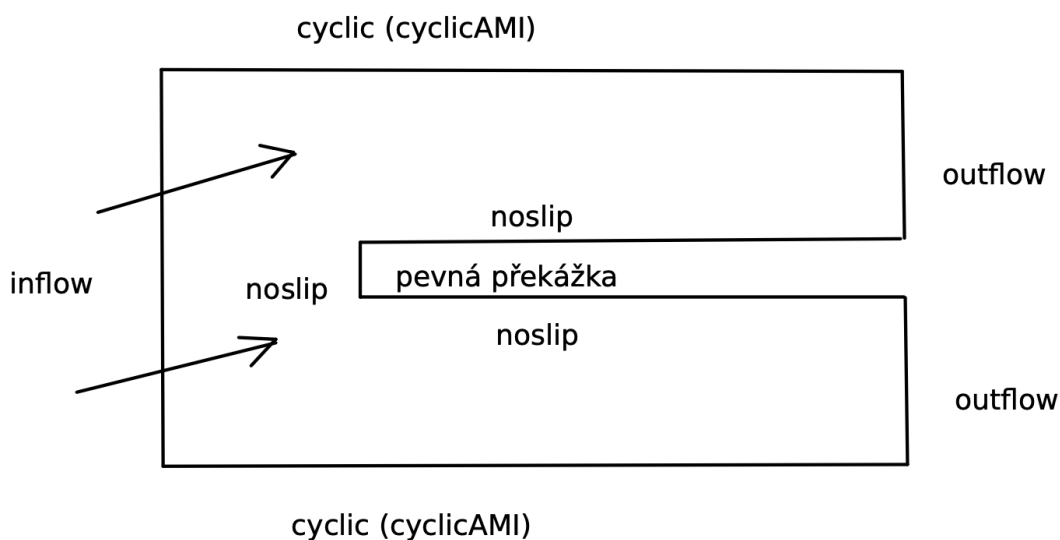 cyclic (cyclicAMI)
outflow
noslip
inflow
noslip
pevná překážka
noslip
outflow
cyclic (cyclicAMI)